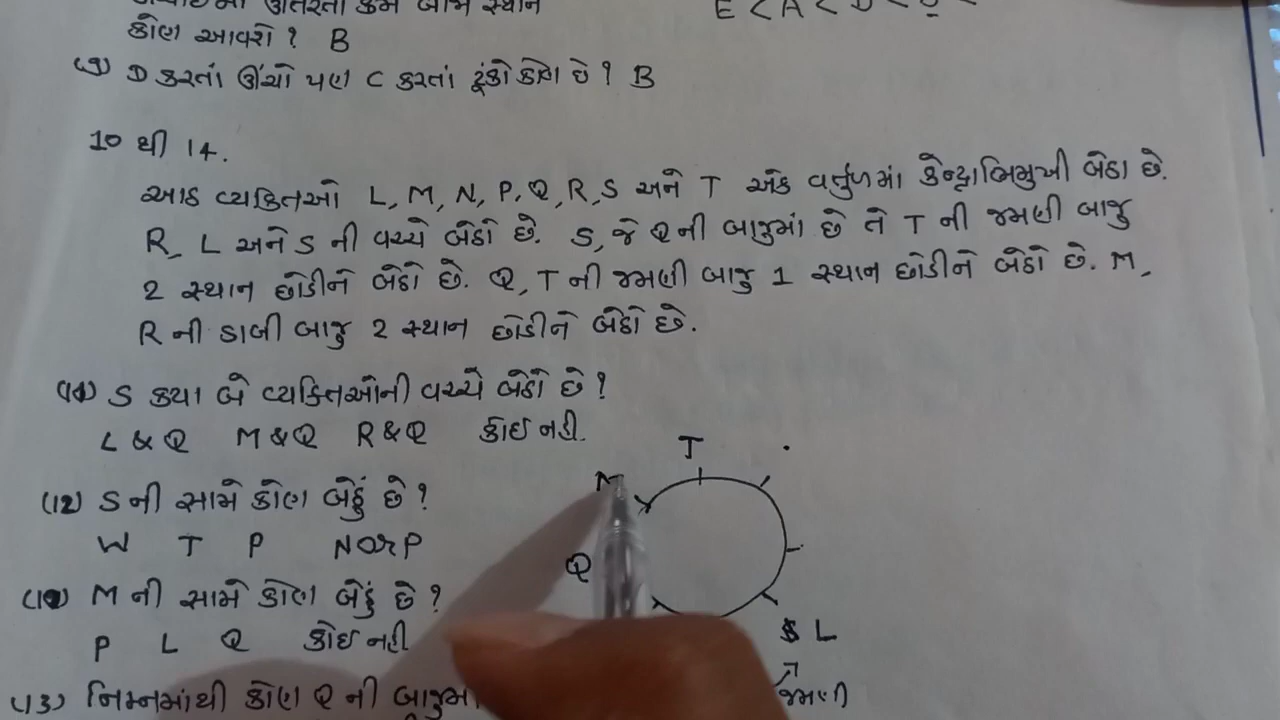 સ્થાન
E < A < D <
કોણ આવશે ? B
(9) D કરતાં ઊંચો પણ C કરતાં ટૂંકો કોણ છે ? B
10 થી 14.
આઠ વ્યક્તિઓ L, M, N, P, Q, R, S અને T એક વર્તુળમાં કેન્દ્રાભિમુખી બેઠા છે.
R, L અને S ની વચ્ચે બેઠો છે. S, જે Q ની બાજુમાં છે તે T ની જમણી બાજુ
2 સ્થાન છોડીને બેઠો છે. Q, T ની જમણી બાજુ 1 સ્થાન છોડીને બેઠો છે. M,
R ની ડાબી બાજુ 2 સ્થાન છોડીને બેઠો છે.
S કયા બે વ્યક્તિઓની વચ્ચે બેઠો છે ?
L & Q M & Q R & Q કોઈ નહી.
T
(12) S ની સામે કોણ બેઠું છે ?
W T P N or P
Q
M ની સામે કોણ બેઠું છે ?
P L Q કોઈ નહી
L
(13) નિમ્નમાંથી કોણ Q ની
જમણી